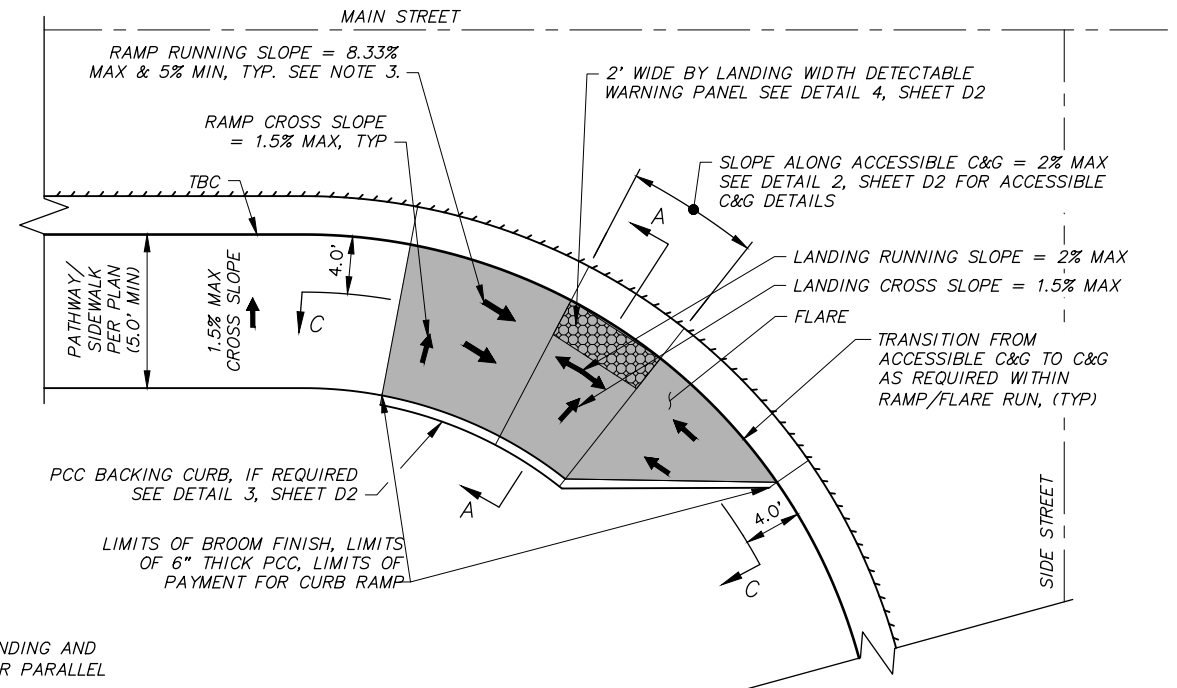 MAIN STREET
RAMP RUNNING SLOPE = 8.33%
MAX & 5% MIN, TYP. SEE NOTE 3.
2' WIDE BY LANDING WIDTH DETECTABLE
WARNING PANEL SEE DETAIL 4, SHEET D2
RAMP CROSS SLOPE
= 1.5% MAX, TYP
SLOPE ALONG ACCESSIBLE C&G = 2% MAX
SEE DETAIL 2, SHEET D2 FOR ACCESSIBLE
C&G DETAILS
TBC
A
LANDING RUNNING SLOPE = 2% MAX
LANDING CROSS SLOPE = 1.5% MAX
FLARE
4.0'
C
PATHWAY/
SIDEWALK
PER PLAN
(5.0' MIN)
1.5% MAX
CROSS SLOPE
TRANSITION FROM
ACCESSIBLE C&G TO C&G
AS REQUIRED WITHIN
RAMP/FLARE RUN, (TYP)
PCC BACKING CURB, IF REQUIRED
SEE DETAIL 3, SHEET D2
A
4.0'
C
SIDE STREET
LIMITS OF BROOM FINISH, LIMITS
OF 6" THICK PCC, LIMITS OF
PAYMENT FOR CURB RAMP
NDING AND
R PARALLEL